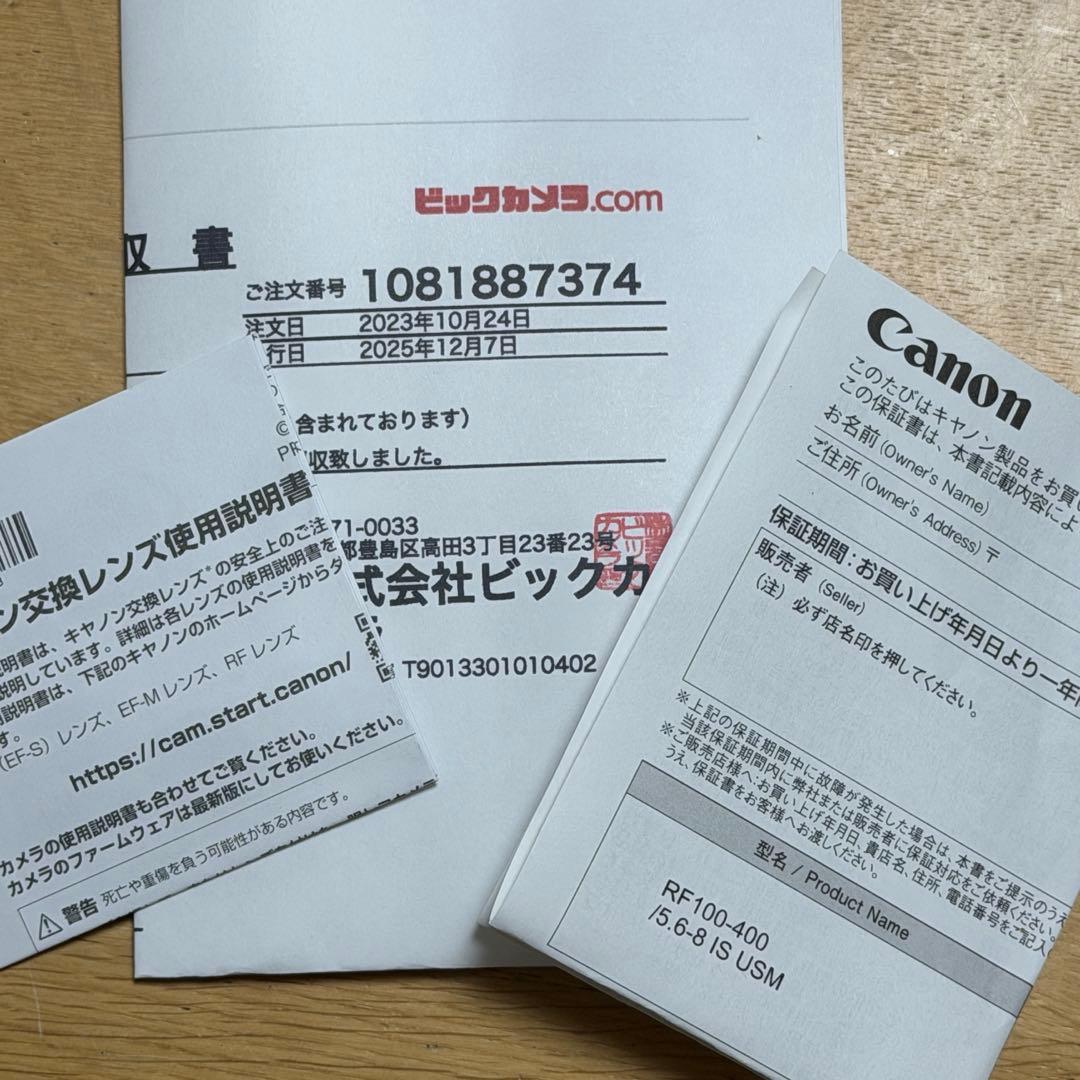 ビックカメラ.com
収書
ご注文番号 1081887374
注文日 2023年10月24日
行日 2025年12月7日
含まれております)
収致しました。
71-0033
都豊島区高田3丁目23番23号
式会社ビックカ
T9013301010402
©
PR
ン交換レンズ使用説明書
明書は、キヤノン交換レンズ*の安全上のご注
説明しています。詳細は各レンズの使用説明書を
説明書は、下記のキヤノンのホームページからダ
す。
(EF-S) レンズ、EF-M レンズ、RF レンズ
https://cam.start.canon/
カメラの使用説明書も合わせてご覧ください。
カメラのファームウェアは最新版にしてお使いください。
警告 死亡や重傷を負う可能性がある内容です。
Canon
このたびはキヤノン製品をお買い
この保証書は、本書記載内容によ
お名前 (Owner's Name)
ご住所 (Owner's Address) 〒
保証期間:お買い上げ年月日より一年間
販売者 (Seller)
(注) 必ず店名印を押してください。
※上記の保証期間中に故障が発生した場合は、本書をご提示のうえ
当該保証期間内に弊社または販売者に保証対応をご依頼ください。
※ご販売店様へ:お買い上げ年月日、貴店名、住所、電話番号をご記入
うえ、保証書をお客様へお渡しください。
型名 / Product Name
RF100-400
/5.6-8 IS USM